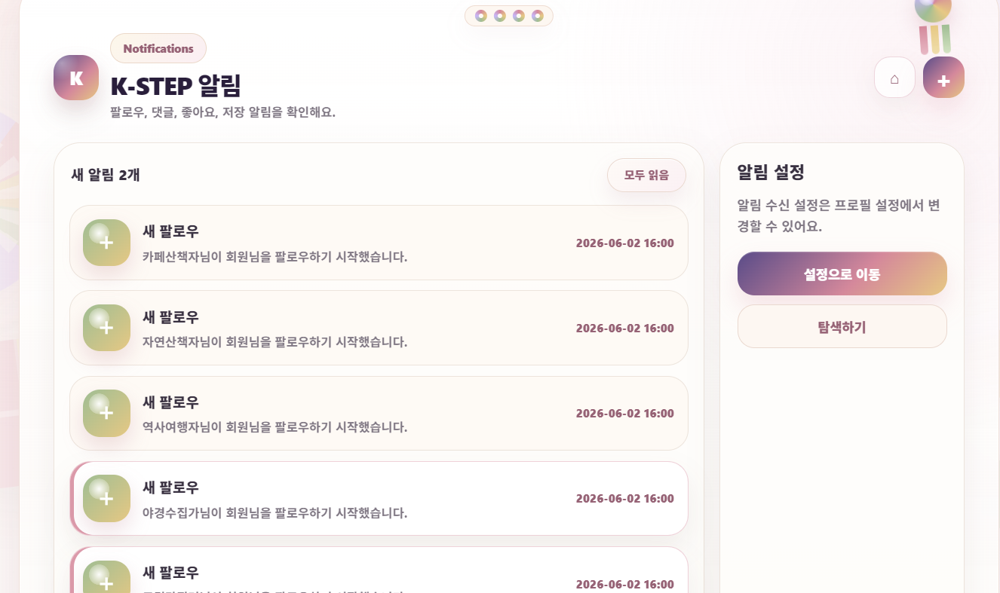 Notifications
K
K-STEP 알림
팔로우, 댓글, 좋아요, 저장 알림을 확인해요.
⌂
+
새 알림 2개
모두 읽음
+
새 팔로우
카페산책자님이 회원님을 팔로우하기 시작했습니다.
2026-06-02 16:00
+
새 팔로우
자연산책자님이 회원님을 팔로우하기 시작했습니다.
2026-06-02 16:00
+
새 팔로우
역사여행자님이 회원님을 팔로우하기 시작했습니다.
2026-06-02 16:00
+
새 팔로우
야경수집가님이 회원님을 팔로우하기 시작했습니다.
2026-06-02 16:00
+
새 팔로우
2026-06-02 16:00
알림 설정
알림 수신 설정은 프로필 설정에서 변
경할 수 있어요.
설정으로 이동
탐색하기